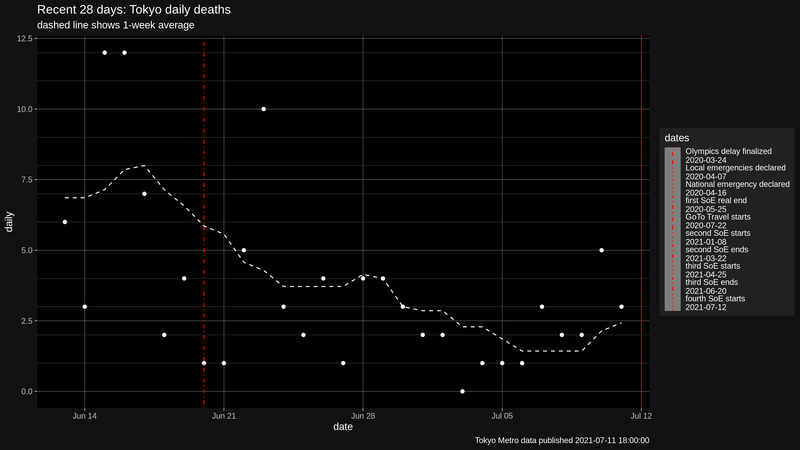 Recent 28 days: Tokyo daily deaths
dashed line shows 1-week average
12.5
10.0
7.5
5.0
2.5
0.0
daily
Jun 14
Jun 21
Jun 28
Jul 05
Jul 12
date
dates
Olympics delay finalized
2020-03-24
Local emergencies declared
2020-04-07
National emergency declared
2020-04-16
first SoE real end
2020-05-25
GoTo Travel starts
2020-07-22
second SoE starts
2021-01-08
second SoE ends
2021-03-22
third SoE starts
2021-04-25
third SoE ends
2021-06-20
fourth SoE starts
2021-07-12
Tokyo Metro data published 2021-07-11 18:00:00